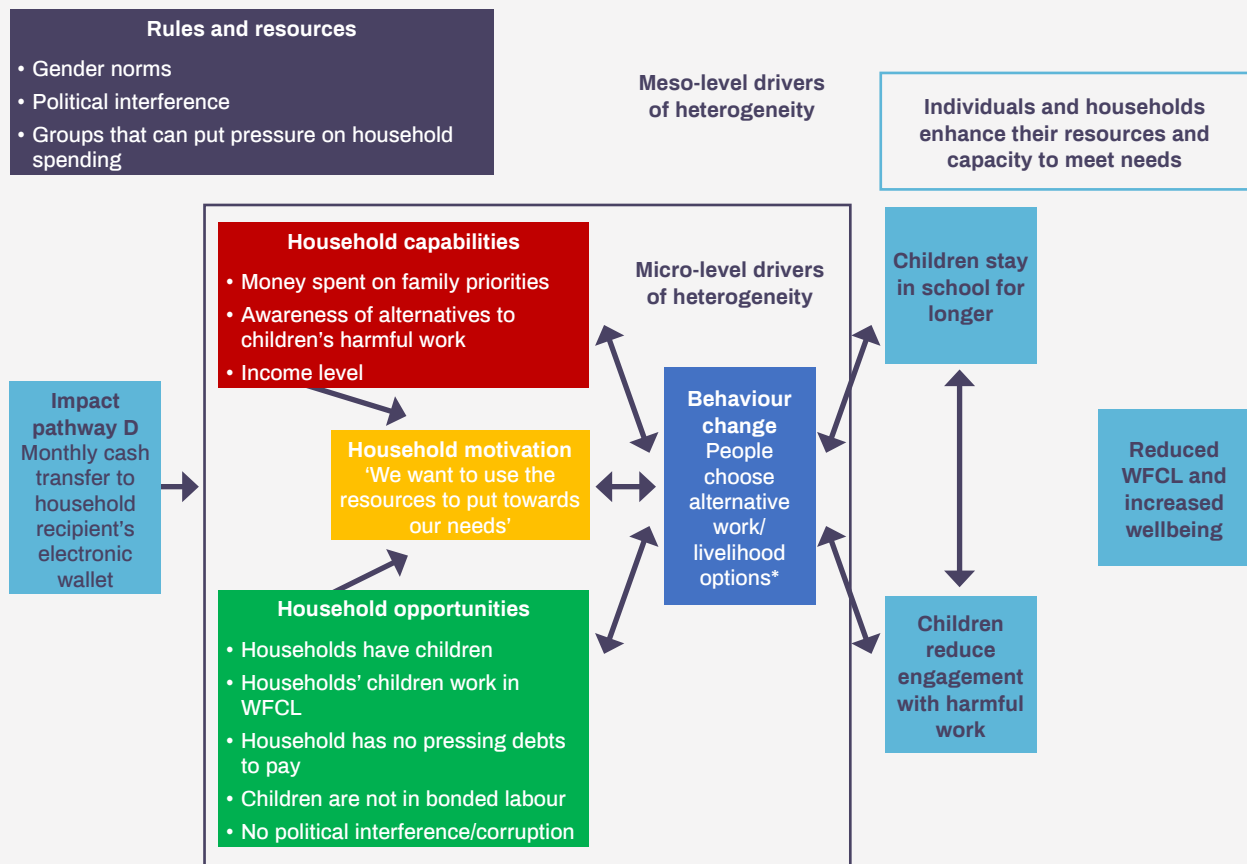 Rules and resources
• Gender norms
• Political interference
• Groups that can put pressure on household
spending
Meso-level drivers
of heterogeneity
Individuals and households
enhance their resources and
capacity to meet needs
Household capabilities
• Money spent on family priorities
• Awareness of alternatives to
children’s harmful work
• Income level
Micro-level drivers
of heterogeneity
Children stay
in school for
longer
Impact
pathway D
Monthly cash
transfer to
household
recipient’s
electronic
wallet
Household motivation
‘We want to use the
resources to put towards
our needs’
Behaviour
change
People
choose
alternative
work/
livelihood
options*
Reduced
WFCL and
increased
wellbeing
Household opportunities
• Households have children
• Households’ children work in
WFCL
• Household has no pressing debts
to pay
• Children are not in bonded labour
• No political interference/corruption
Children
reduce
engagement
with harmful
work